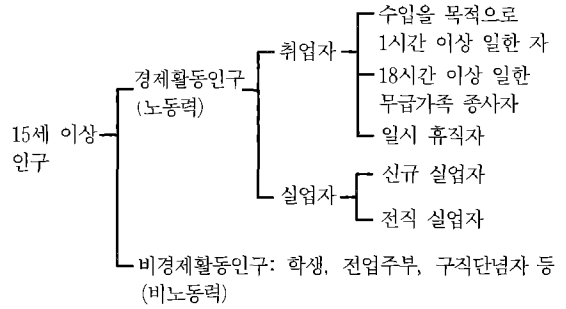 수입을 목적으로
1시간 이상 일한 자
취업자
18시간 이상 일한
무급가족 종사자
경제활동인구
(노동력)
일시 휴직자
15세 이상
인구
신규 실업자
실업자
전직 실업자
비경제활동인구: 학생, 전업주부, 구직단념자 등
(비노동력)